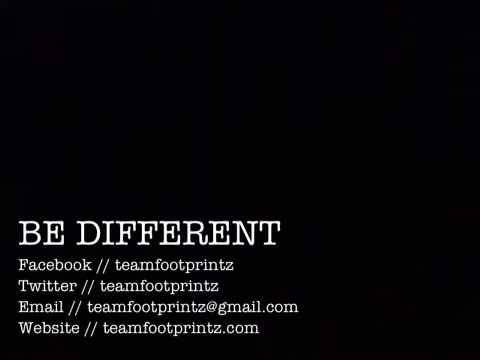 BE DIFFERENT
Facebook // teamfootprintz
Twitter // teamfootprintz
Email // teamfootprintz@gmail.com
Website // teamfootprintz.com